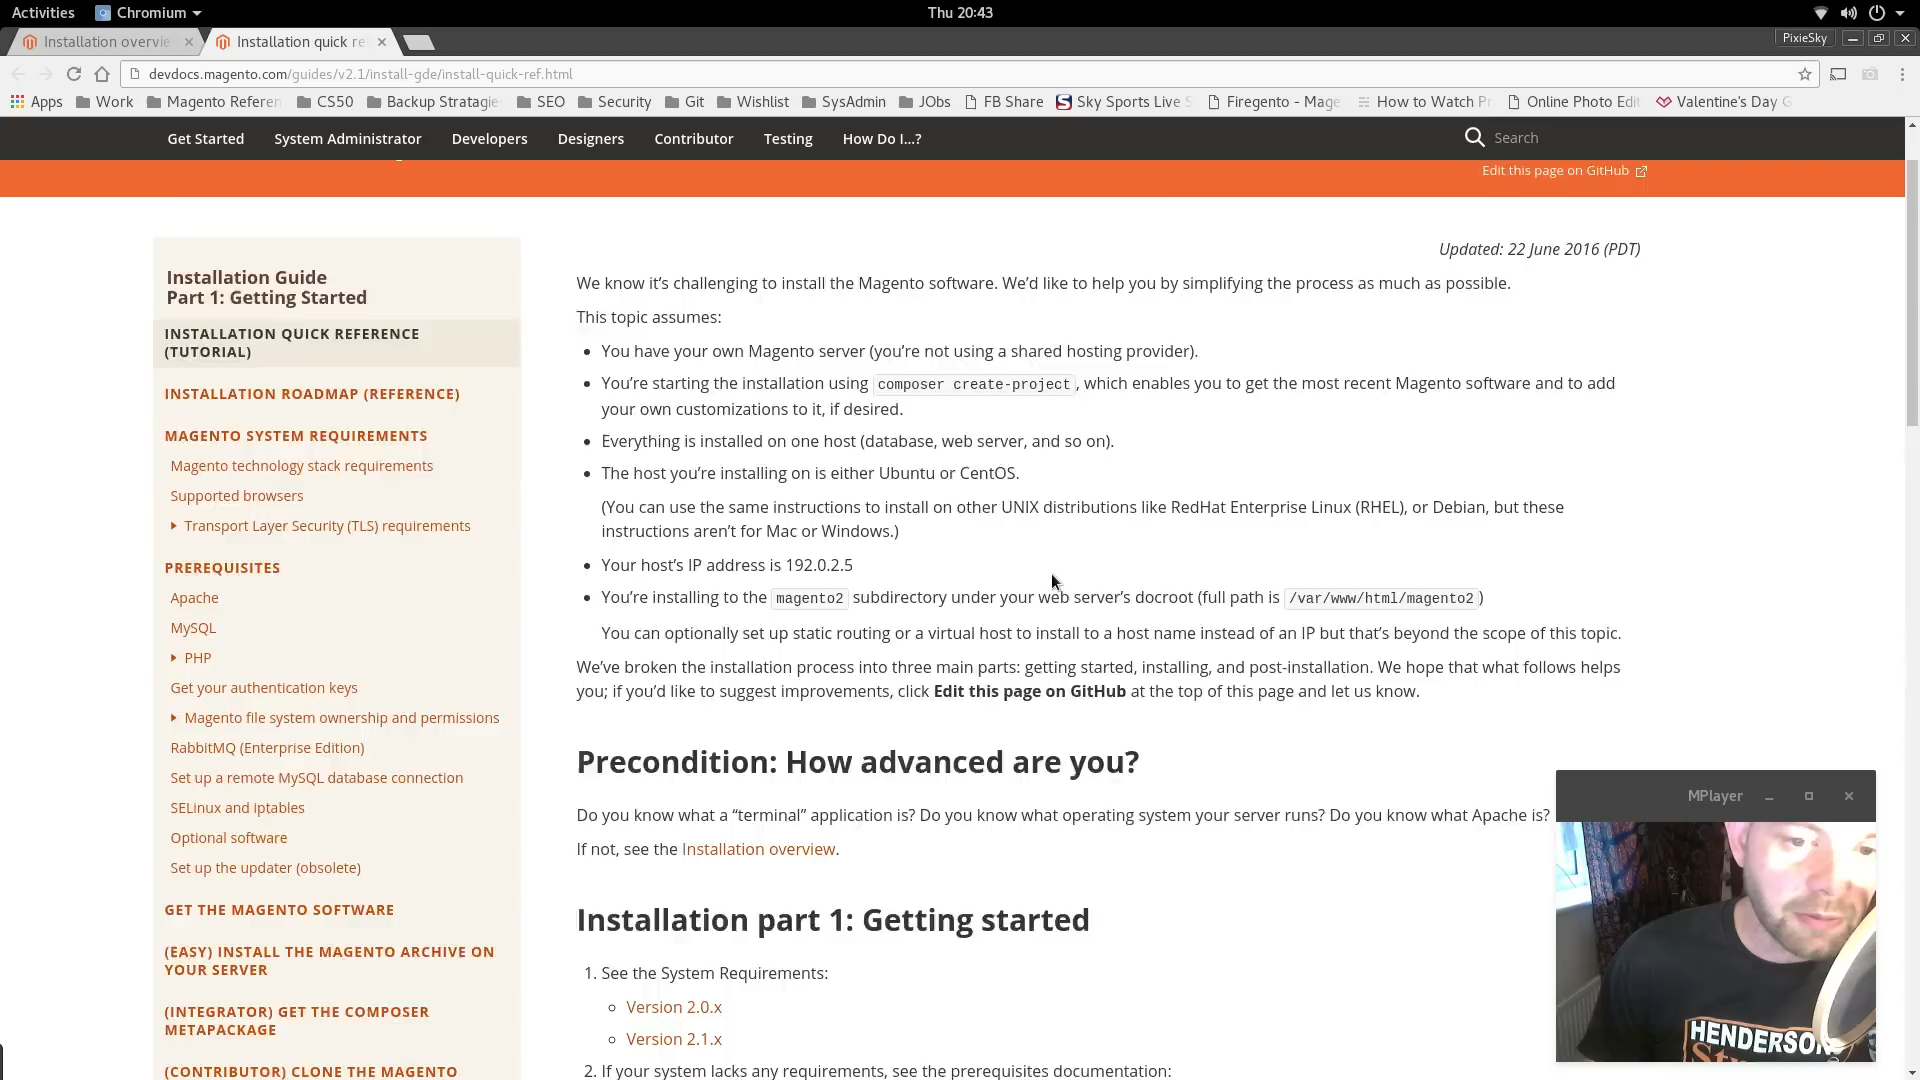 Activities Chromium Thu 20:43
Installation overvie Installation quick re PixieSky
devdocs.magento.com/guides/v2.1/install-gde/install-quick-ref.html
Apps Work Magento Referen CS50 Backup Stratagie SEO Security Git Wishlist SysAdmin JObs FB Share Sky Sports Live S Firegento - Mage How to Watch Pr Online Photo Edit Valentine's Day G
Get Started System Administrator Developers Designers Contributor Testing How Do I...? Search
Edit this page on GitHub
Installation Guide
Part 1: Getting Started
INSTALLATION QUICK REFERENCE
(TUTORIAL)
INSTALLATION ROADMAP (REFERENCE)
MAGENTO SYSTEM REQUIREMENTS
Magento technology stack requirements
Supported browsers
Transport Layer Security (TLS) requirements
PREREQUISITES
Apache
MySQL
PHP
Get your authentication keys
Magento file system ownership and permissions
RabbitMQ (Enterprise Edition)
Set up a remote MySQL database connection
SELinux and iptables
Optional software
Set up the updater (obsolete)
GET THE MAGENTO SOFTWARE
(EASY) INSTALL THE MAGENTO ARCHIVE ON
YOUR SERVER
(INTEGRATOR) GET THE COMPOSER
METAPACKAGE
(CONTRIBUTOR) CLONE THE MAGENTO
Updated: 22 June 2016 (PDT)
We know it's challenging to install the Magento software. We'd like to help you by simplifying the process as much as possible.
This topic assumes:
• You have your own Magento server (you're not using a shared hosting provider).
• You're starting the installation using composer create-project, which enables you to get the most recent Magento software and to add
your own customizations to it, if desired.
• Everything is installed on one host (database, web server, and so on).
• The host you're installing on is either Ubuntu or CentOS.
(You can use the same instructions to install on other UNIX distributions like RedHat Enterprise Linux (RHEL), or Debian, but these
instructions aren't for Mac or Windows.)
• Your host's IP address is 192.0.2.5
• You're installing to the magento2 subdirectory under your web server's docroot (full path is /var/www/html/magento2)
You can optionally set up static routing or a virtual host to install to a host name instead of an IP but that's beyond the scope of this topic.
We've broken the installation process into three main parts: getting started, installing, and post-installation. We hope that what follows helps
you; if you'd like to suggest improvements, click Edit this page on GitHub at the top of this page and let us know.
Precondition: How advanced are you?
Do you know what a “terminal” application is? Do you know what operating system your server runs? Do you know what Apache is?
If not, see the Installation overview.
Installation part 1: Getting started
1. See the System Requirements:
Version 2.0.x
Version 2.1.x
2. If your system lacks any requirements, see the prerequisites documentation:
MPlayer
HENDERSON